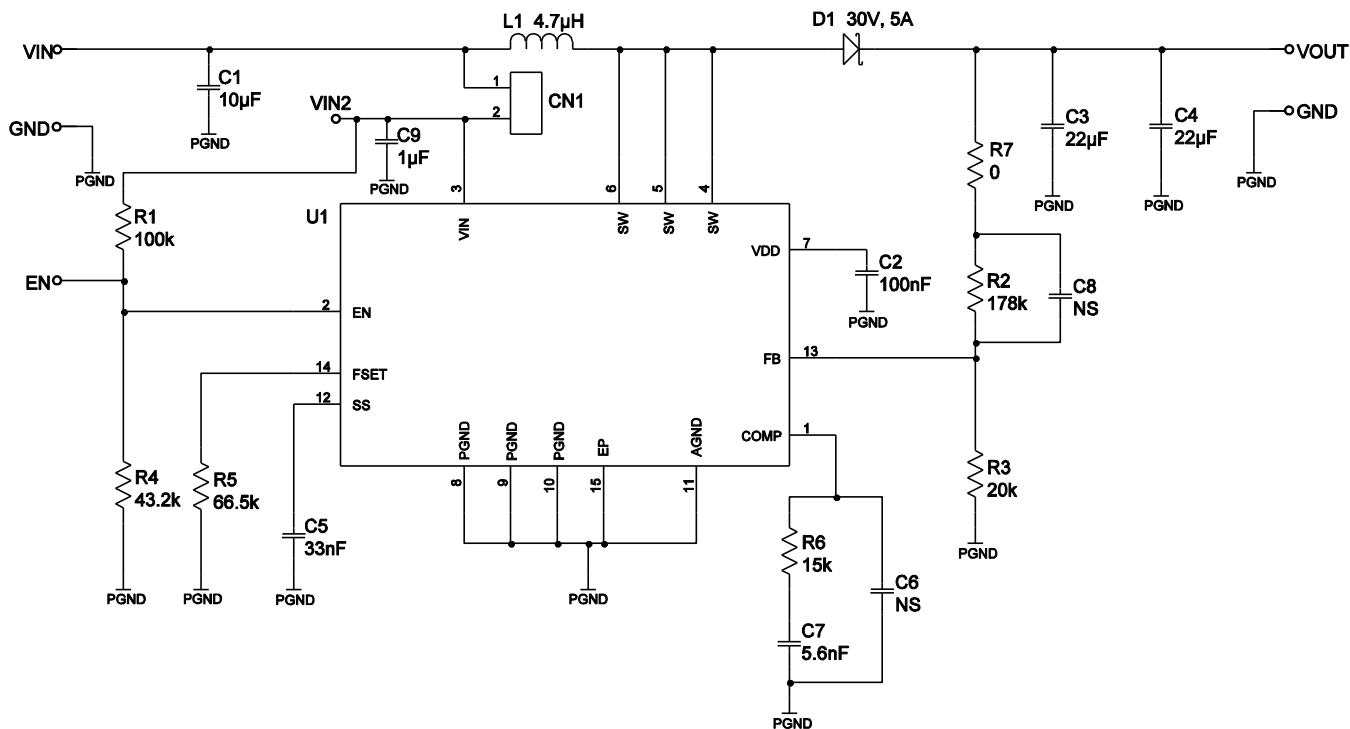 L1 4.7µH
D1 30V, 5A
VIN
VOUT
C1
10µF
PGND
1
2
CN1
VIN2
C9
1µF
PGND
GND
PGND
C3
22µF
PGND
C4
22µF
PGND
GND
PGND
R7
0
R1
100k
EN
U1
3
VIN
6
SW
5
SW
4
SW
VDD
7
C2
100nF
PGND
R2
178k
C8
NS
2
EN
14
FSET
12
SS
FB
13
COMP
1
PGND
8
PGND
9
PGND
10
EP
15
AGND
11
PGND
R4
43.2k
PGND
R5
66.5k
PGND
C5
33nF
PGND
R3
20k
PGND
R6
15k
C6
NS
C7
5.6nF
PGND